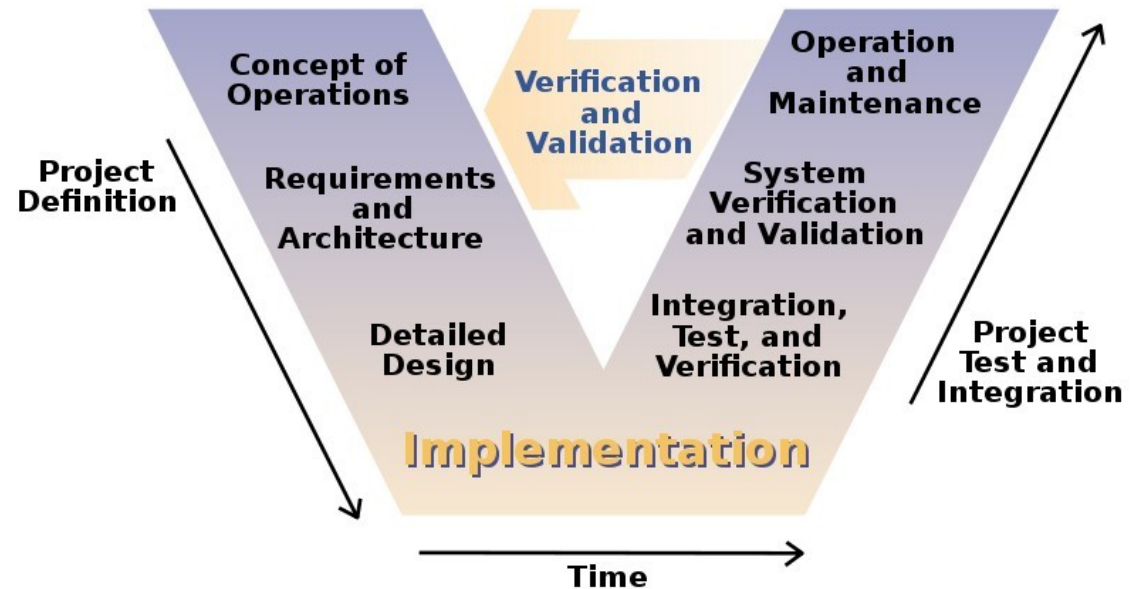 Concept of
Operations
Verification
and
Validation
Operation
and
Maintenance
Project
Definition
Requirements
and
Architecture
System
Verification
and Validation
Detailed
Design
Integration,
Test, and
Verification
Project
Test and
Integration
Implementation
Time